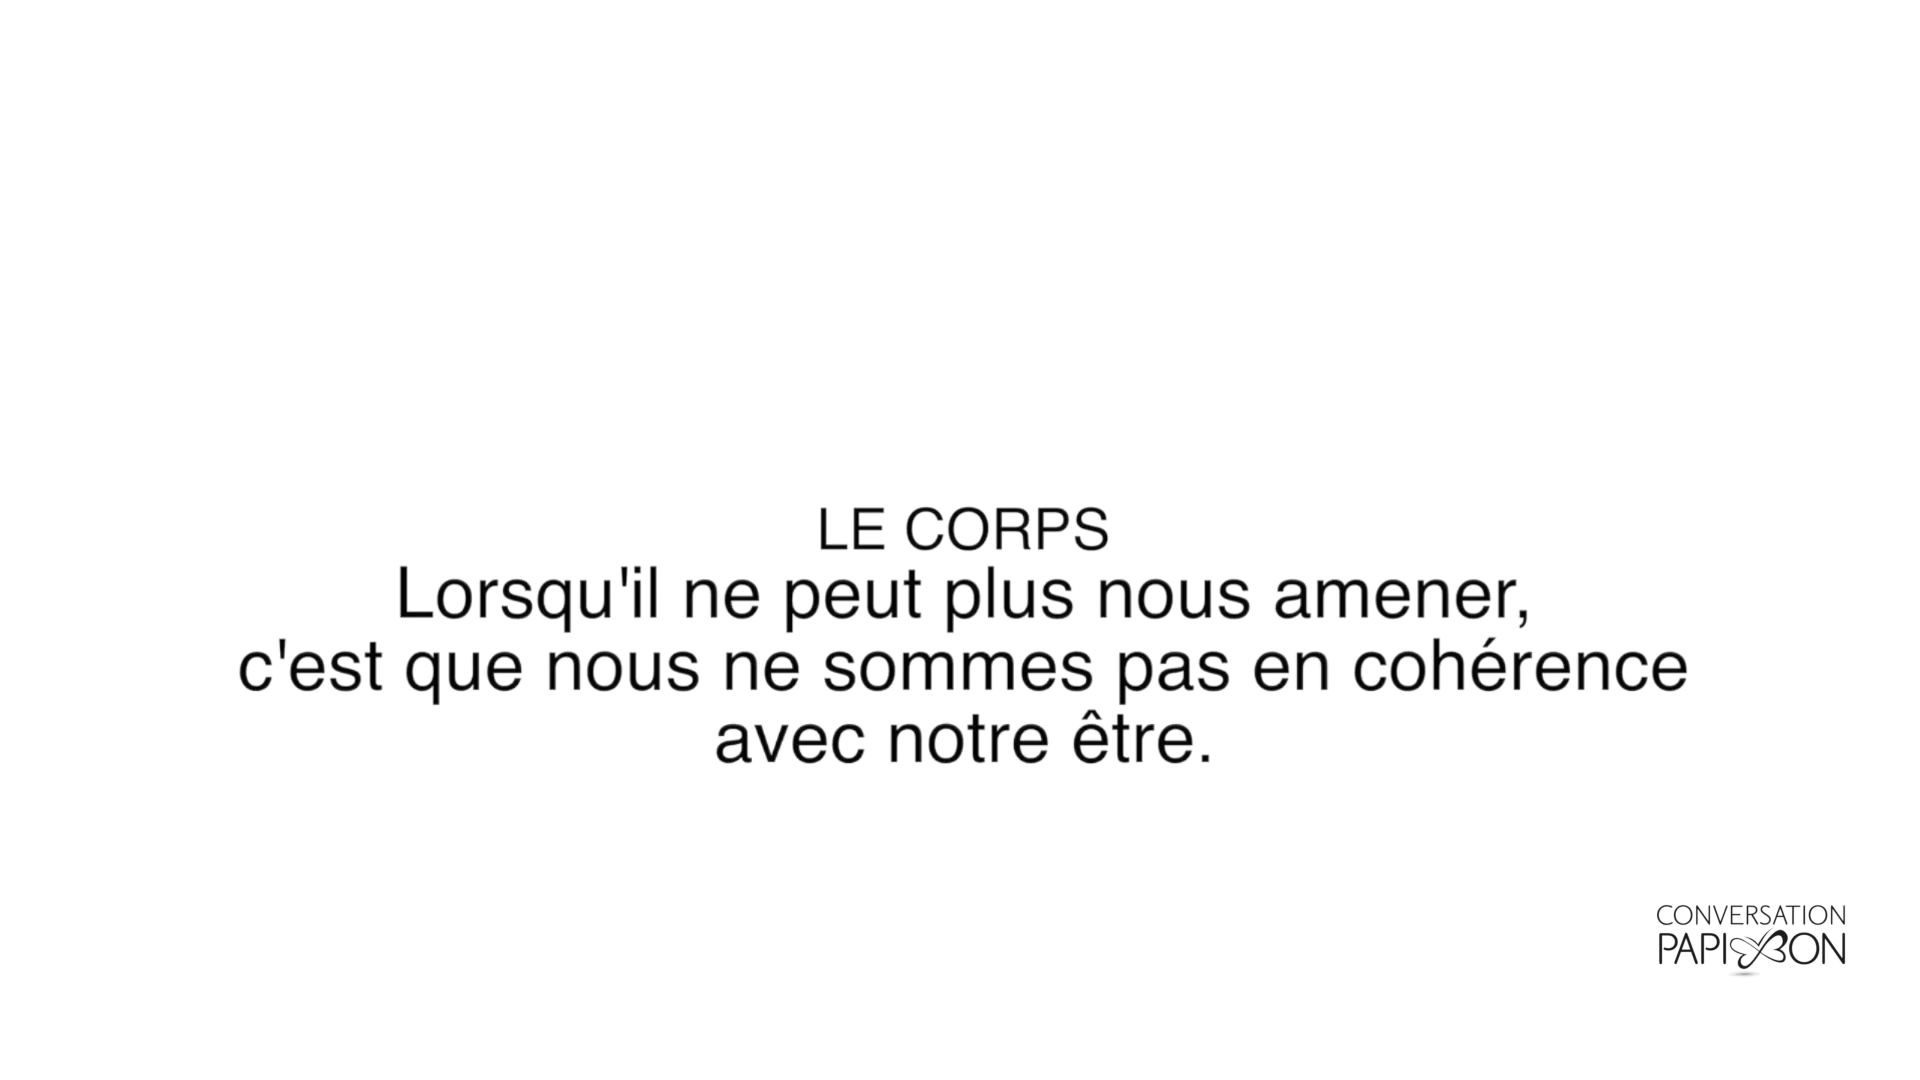 LE CORPS
Lorsqu'il ne peut plus nous amener,
c'est que nous ne sommes pas en cohérence
avec notre être.
CONVERSATION
PAPILLON